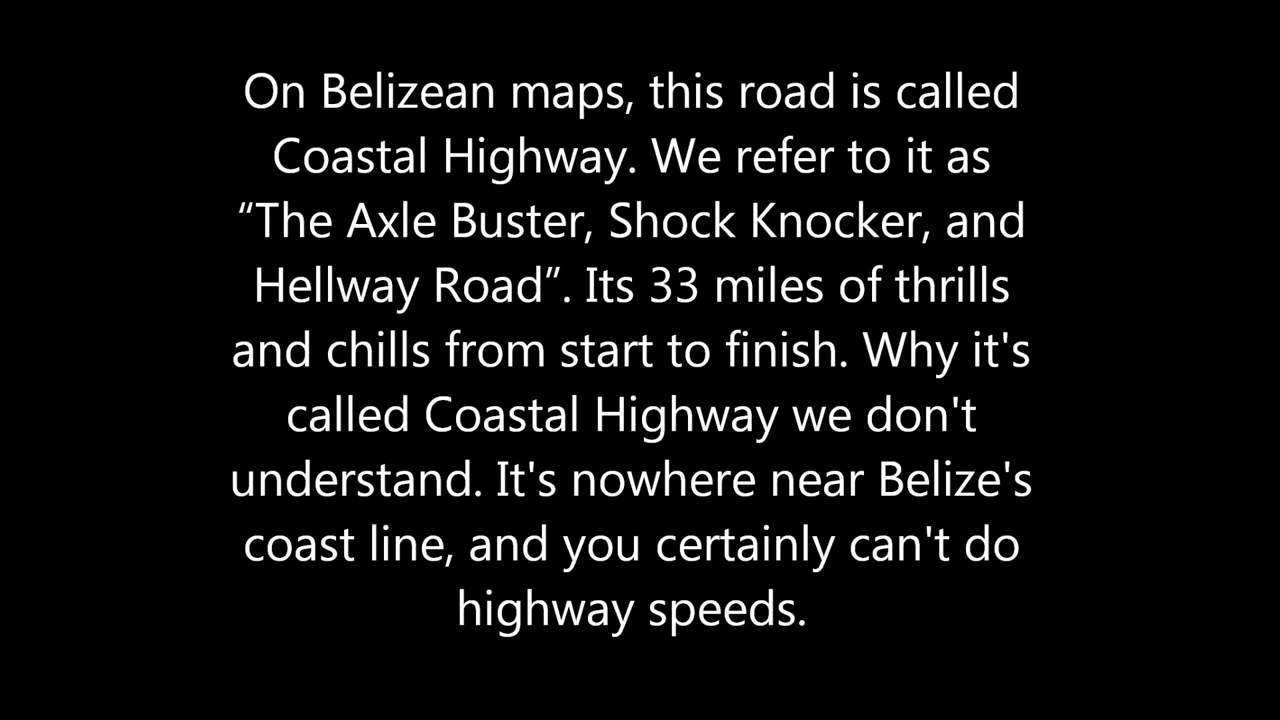 On Belizean maps, this road is called
Coastal Highway. We refer to it as
“The Axle Buster, Shock Knocker, and
Hellway Road”. Its 33 miles of thrills
and chills from start to finish. Why it's
called Coastal Highway we don't
understand. It's nowhere near Belize's
coast line, and you certainly can't do
highway speeds.